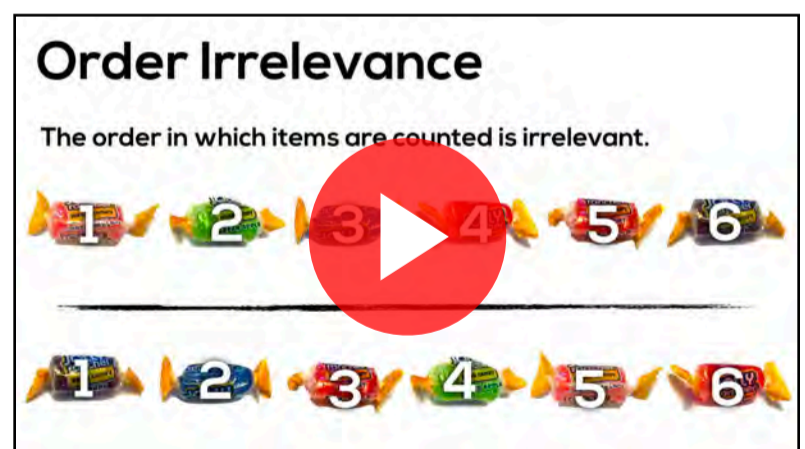 Order Irrelevance
The order in which items are counted is irrelevant.
1 2 3 4 5 6
1 2 3 4 5 6